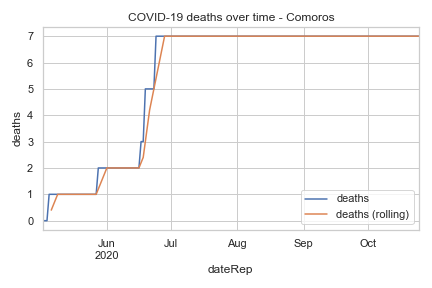 COVID-19 deaths over time - Comoros
deaths
7
6
5
4
3
2
1
0
Jun
2020
Jul
Aug
Sep
Oct
dateRep
deaths
deaths (rolling)